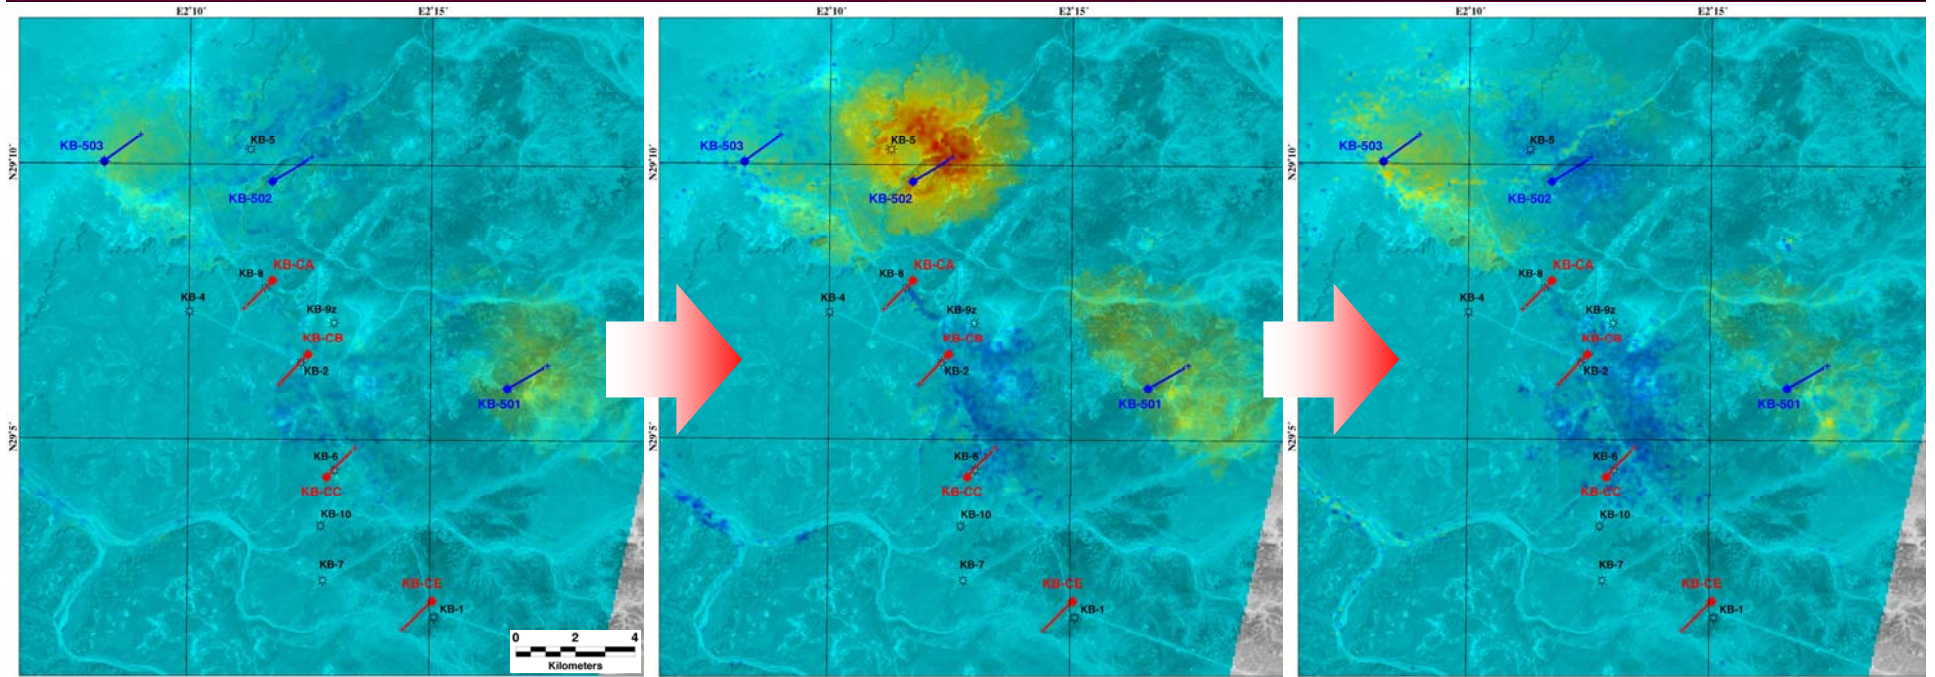 E2°10' E2°15' E2°10' E2°15' E2°10' E2°15'
KB-5 KB-5 KB-5
KB-503 KB-503 KB-503
N29°10' N29°10' N29°10'
KB-502 KB-502 KB-502
KB-CA KB-CA KB-CA
KB-8 KB-8 KB-8
KB-4 KB-4 KB-4
KB-9z KB-9z KB-9z
KB-CB KB-CB KB-CB
KB-2 KB-2 KB-2
KB-501 KB-501 KB-501
N29°5' N29°5' N29°5'
KB-6 KB-6 KB-6
KB-CC KB-CC KB-CC
KB-10 KB-10 KB-10
KB-7 KB-7 KB-7
KB-CE KB-CE KB-CE
KB-1 KB-1 KB-1
0 2 4
Kilometers